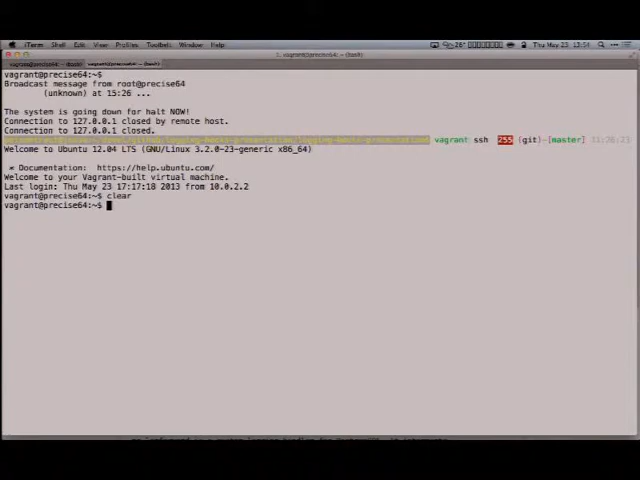 iTerm Shell Edit View Profiles Toolbelt Window Help 26° Thu May 23 13:54
1. vagrant@precise64: ~ (bash)
vagrant@precise64: ~ (bash) vagrant@precise64: ~ (bash)
vagrant@precise64:~$
Broadcast message from root@precise64
(unknown) at 15:26 ...
The system is going down for halt NOW!
Connection to 127.0.0.1 closed by remote host.
Connection to 127.0.0.1 closed.
vagrant ssh 255 (git)-[master] 11:26:23
Welcome to Ubuntu 12.04 LTS (GNU/Linux 3.2.0-23-generic x86_64)
* Documentation: https://help.ubuntu.com/
Welcome to your Vagrant-built virtual machine.
Last login: Thu May 23 17:17:18 2013 from 10.0.2.2
vagrant@precise64:~$ clear
vagrant@precise64:~$